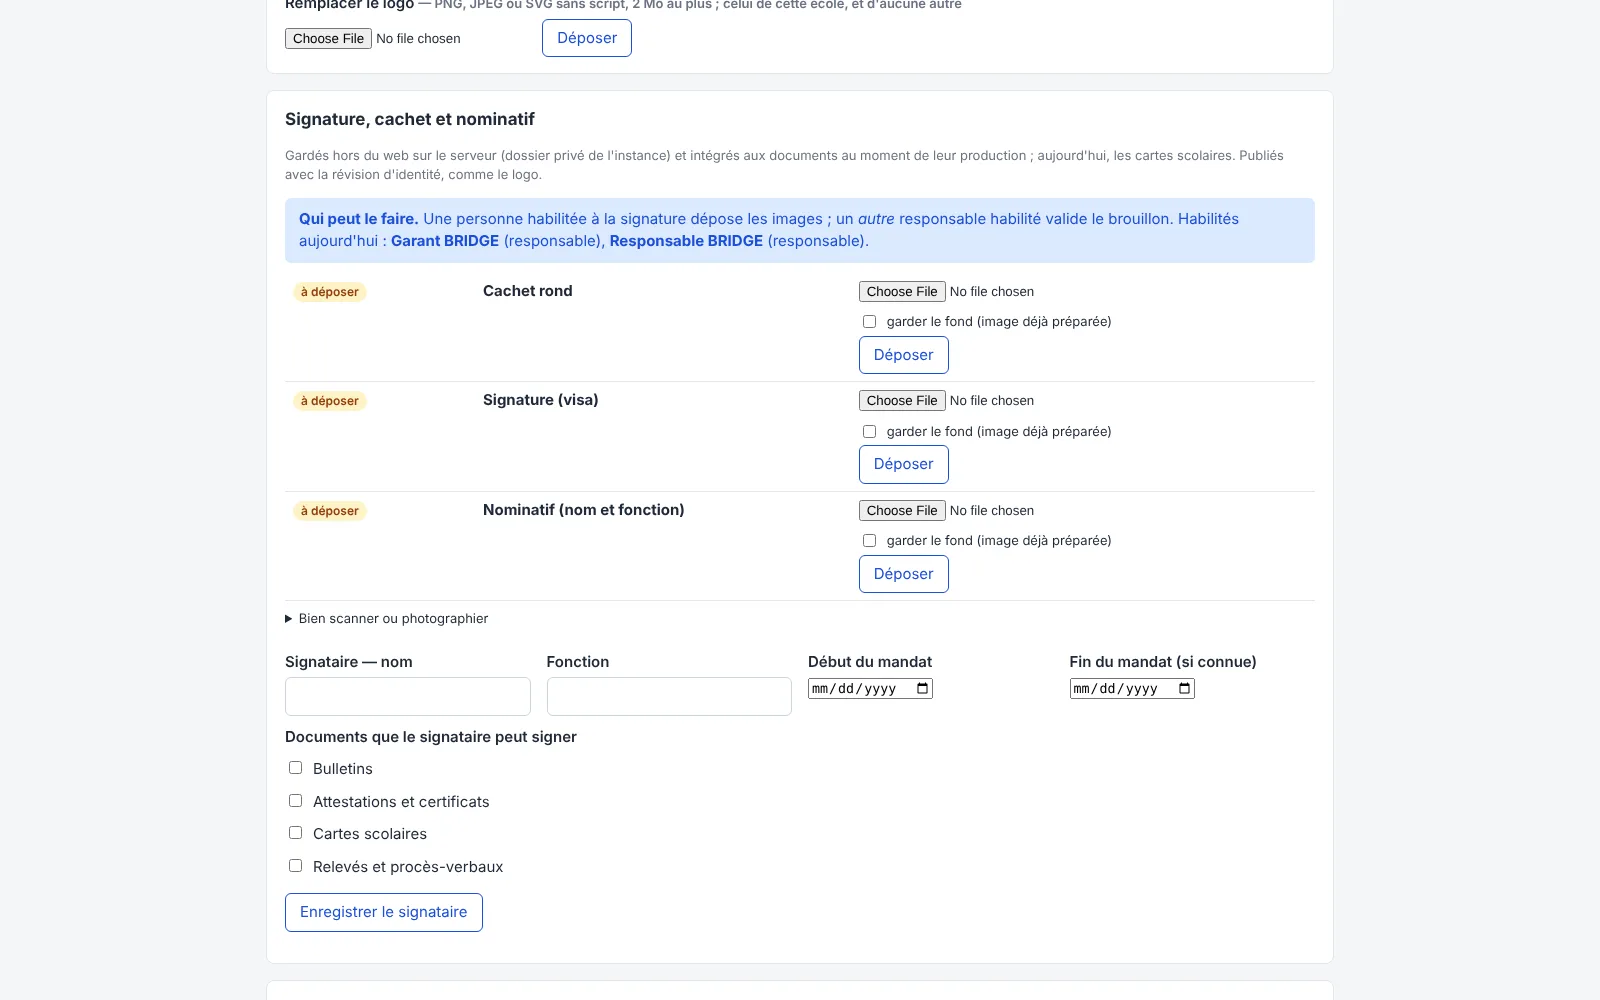 Remplacer le logo — PNG, JPEG ou SVG sans script, 2 Mo au plus ; celui de cette école, et d'aucune autre
Choose File No file chosen Déposer
Signature, cachet et nominatif
Gardés hors du web sur le serveur (dossier privé de l'instance) et intégrés aux documents au moment de leur production ; aujourd'hui, les cartes scolaires. Publiés
avec la révision d'identité, comme le logo.
Qui peut le faire. Une personne habilitée à la signature dépose les images ; un autre responsable habilité valide le brouillon. Habilités
aujourd'hui : Garant BRIDGE (responsable), Responsable BRIDGE (responsable).
à déposer Cachet rond Choose File No file chosen
garder le fond (image déjà préparée)
Déposer
à déposer Signature (visa) Choose File No file chosen
garder le fond (image déjà préparée)
Déposer
à déposer Nominatif (nom et fonction) Choose File No file chosen
garder le fond (image déjà préparée)
Déposer
Bien scanner ou photographier
Signataire — nom Fonction Début du mandat Fin du mandat (si connue)
mm/dd/yyyy mm/dd/yyyy
Documents que le signataire peut signer
Bulletins
Attestations et certificats
Cartes scolaires
Relevés et procès-verbaux
Enregistrer le signataire